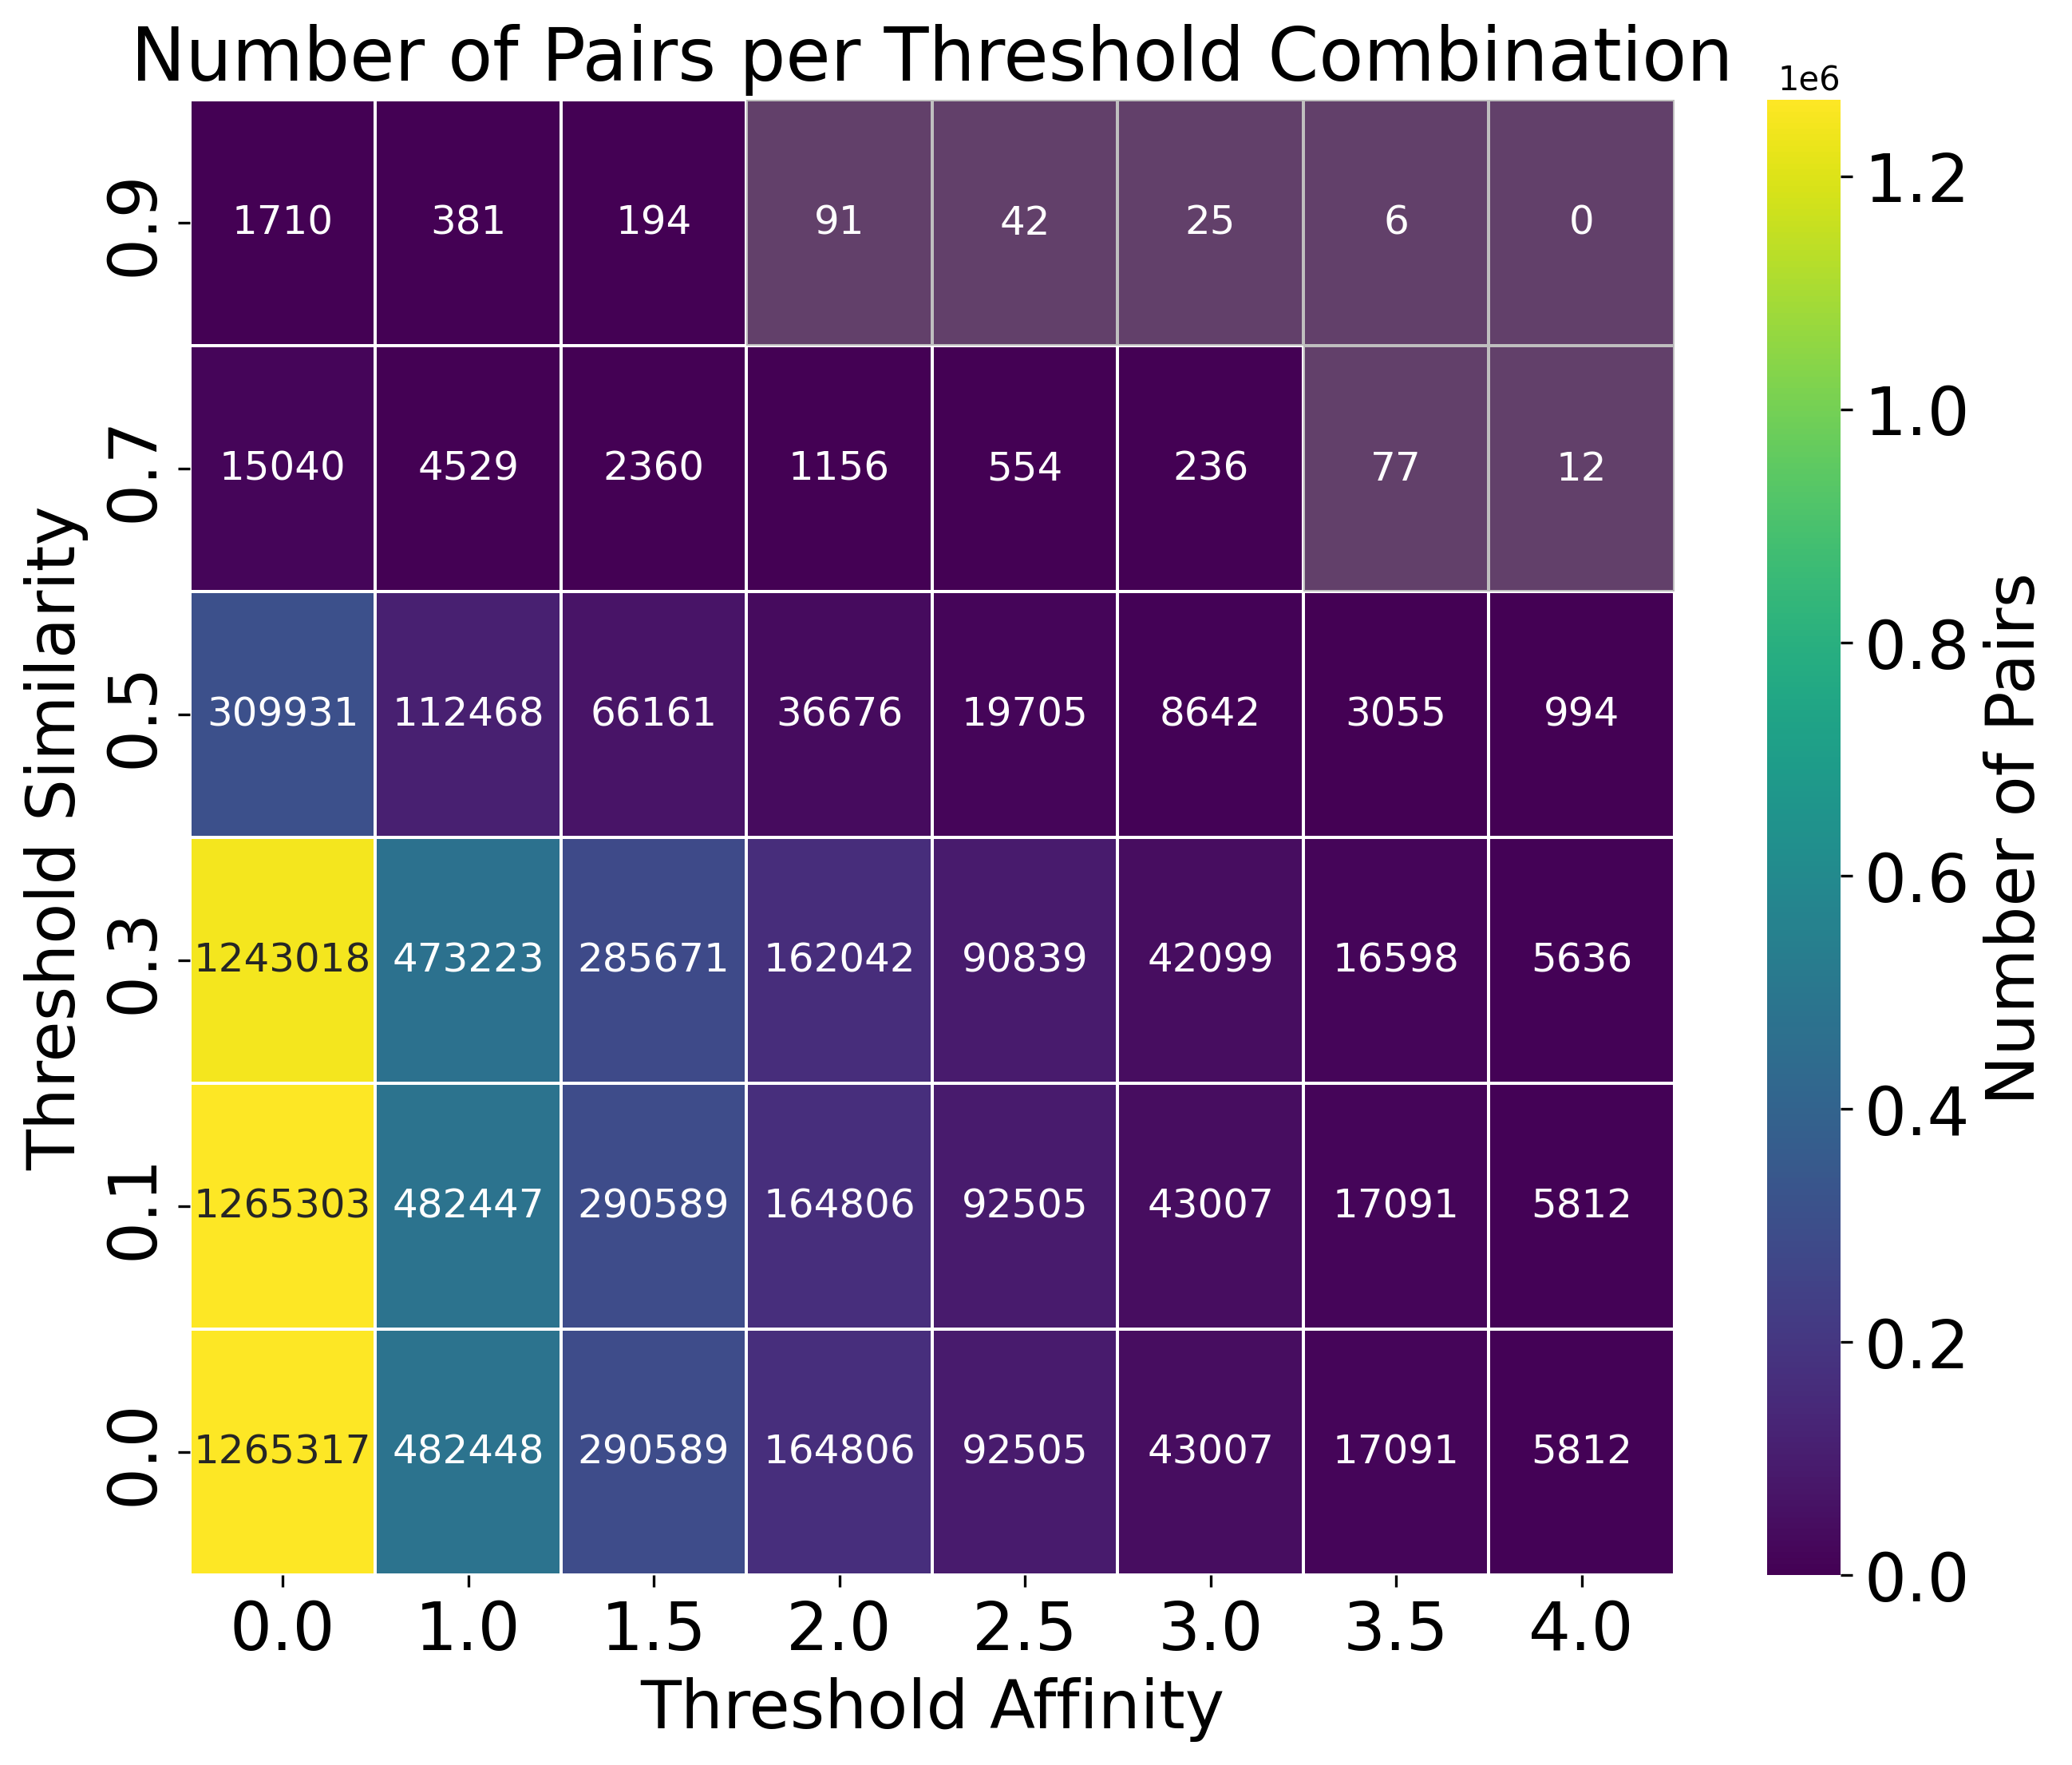 Number of Pairs per Threshold Combination
1e6
0.9 1710 381 194 91 42 25 6 0
0.7 15040 4529 2360 1156 554 236 77 12
0.5 309931 112468 66161 36676 19705 8642 3055 994
0.3 1243018 473223 285671 162042 90839 42099 16598 5636
0.1 1265303 482447 290589 164806 92505 43007 17091 5812
0.0 1265317 482448 290589 164806 92505 43007 17091 5812
0.0 1.0 1.5 2.0 2.5 3.0 3.5 4.0
Threshold Affinity
Threshold Similarity
1.2
1.0
0.8
0.6
0.4
0.2
0.0
Number of Pairs